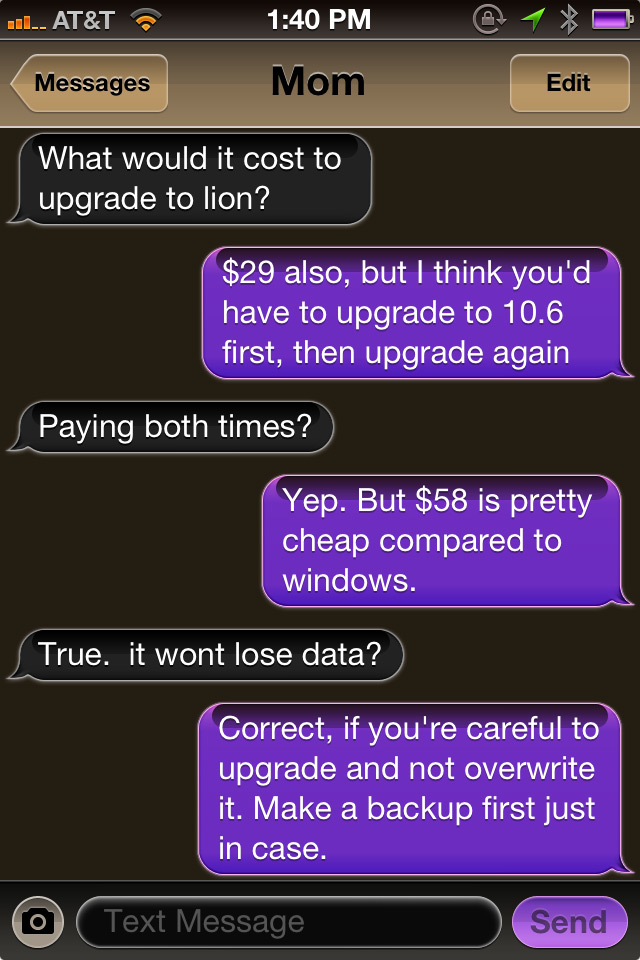 AT&T 1:40 PM
Messages Mom Edit
What would it cost to
upgrade to lion?
$29 also, but I think you'd
have to upgrade to 10.6
first, then upgrade again
Paying both times?
Yep. But $58 is pretty
cheap compared to
windows.
True.  it wont lose data?
Correct, if you're careful to
upgrade and not overwrite
it. Make a backup first just
in case.
Text Message Send